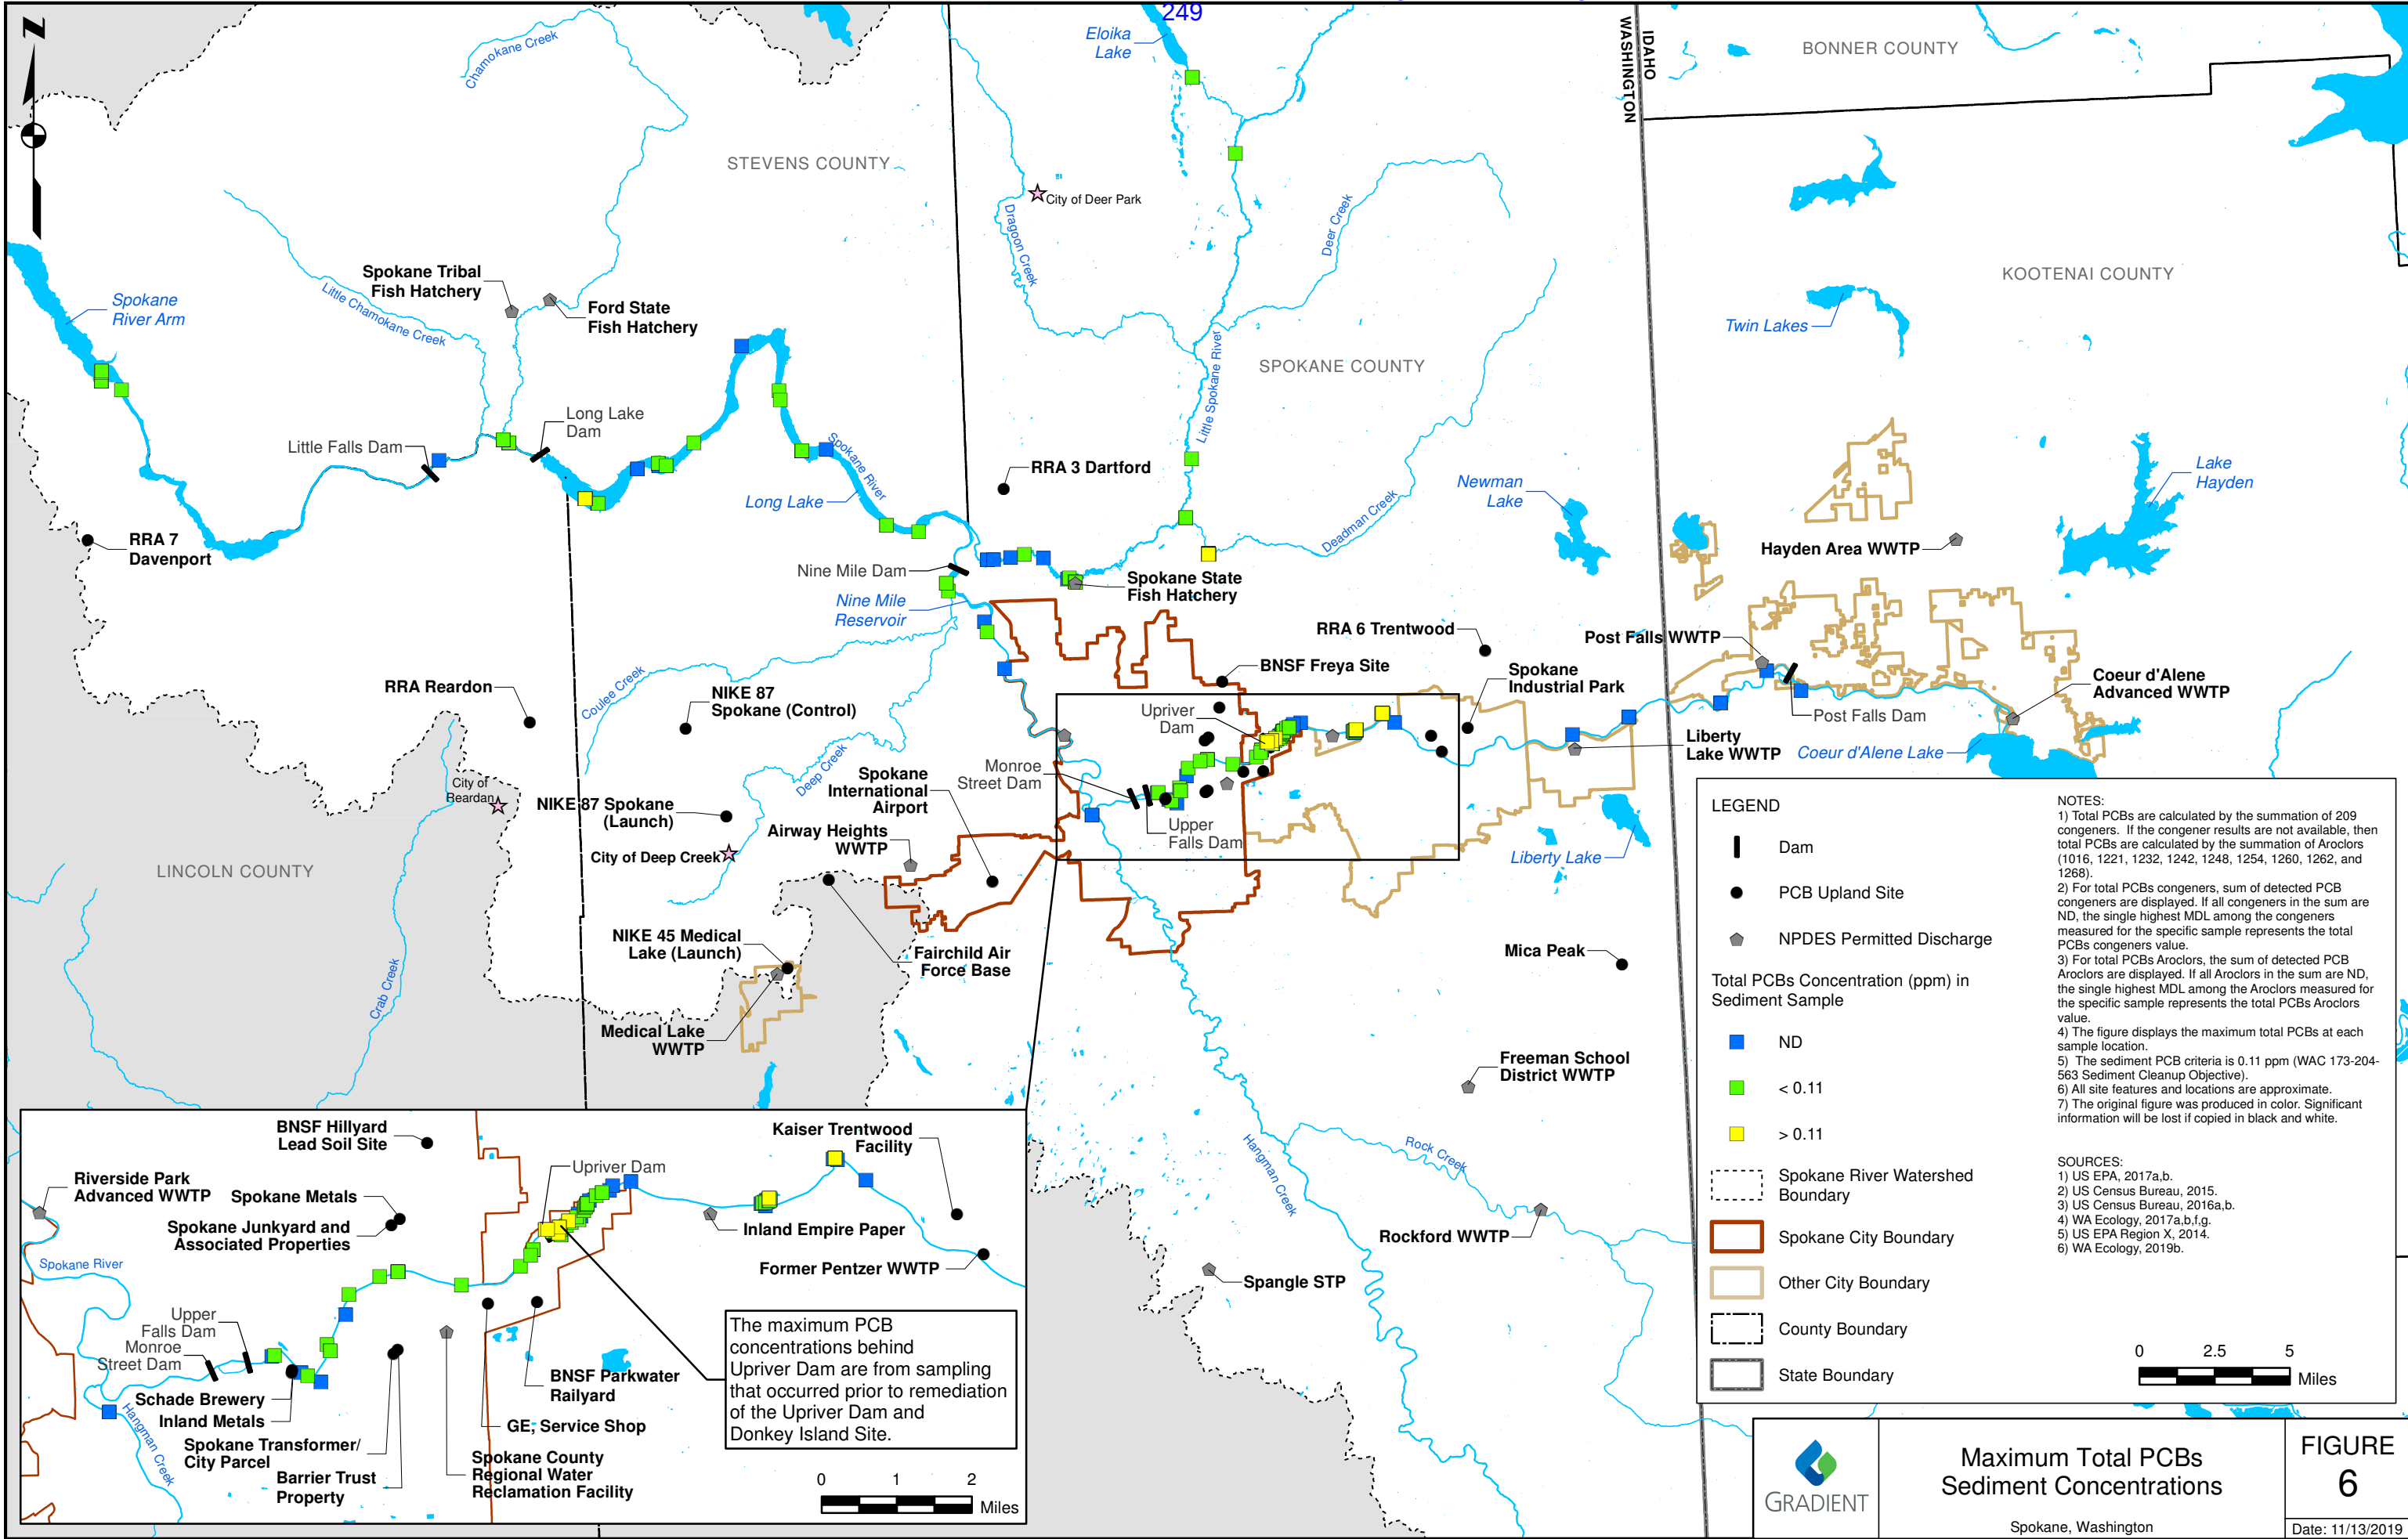 249
N
Chamokane Creek
Eloika
Lake
IDAHO
WASHINGTON
BONNER COUNTY
STEVENS COUNTY
City of Deer Park
Dragoon Creek
Deer Creek
KOOTENAI COUNTY
Spokane Tribal
Fish Hatchery
Spokane
River Arm
Little Chamokane Creek
Ford State
Fish Hatchery
Twin Lakes
Little Spokane River
SPOKANE COUNTY
Long Lake
Dam
Little Falls Dam
Spokane River
RRA 3 Dartford
Newman
Lake
Lake
Hayden
Long Lake
Deadman Creek
RRA 7
Davenport
Hayden Area WWTP
Nine Mile Dam
Spokane State
Fish Hatchery
Nine Mile
Reservoir
RRA 6 Trentwood
Post Falls WWTP
BNSF Freya Site
Spokane
Industrial Park
Coeur d'Alene
Advanced WWTP
RRA Reardon
Coulee Creek
NIKE 87
Spokane (Control)
Upriver
Dam
Post Falls Dam
Liberty
Lake WWTP
Coeur d'Alene Lake
Deep Creek
Monroe
Street Dam
Spokane
International
Airport
City of
Reardan
NIKE 87 Spokane
(Launch)
Airway Heights
WWTP
Upper
Falls Dam
City of Deep Creek
Liberty Lake
LINCOLN COUNTY
NIKE 45 Medical
Lake (Launch)
Fairchild Air
Force Base
Mica Peak
Crab Creek
Medical Lake
WWTP
Freeman School
District WWTP
Hangman Creek
Rock Creek
Rockford WWTP
Spangle STP
BNSF Hillyard
Lead Soil Site
Kaiser Trentwood
Facility
Riverside Park
Advanced WWTP
Spokane Metals
Upriver Dam
Spokane Junkyard and
Associated Properties
Inland Empire Paper
Spokane River
Former Pentzer WWTP
Upper
Falls Dam
Monroe
Street Dam
Schade Brewery
Inland Metals
Hangman Creek
Spokane Transformer/
City Parcel
Barrier Trust
Property
BNSF Parkwater
Railyard
GE, Service Shop
Spokane County
Regional Water
Reclamation Facility
The maximum PCB
concentrations behind
Upriver Dam are from sampling
that occurred prior to remediation
of the Upriver Dam and
Donkey Island Site.
0 1 2
Miles
LEGEND
Dam
PCB Upland Site
NPDES Permitted Discharge
Total PCBs Concentration (ppm) in
Sediment Sample
ND
< 0.11
> 0.11
Spokane River Watershed
Boundary
Spokane City Boundary
Other City Boundary
County Boundary
State Boundary
NOTES:
1) Total PCBs are calculated by the summation of 209
congeners. If the congener results are not available, then
total PCBs are calculated by the summation of Aroclors
(1016, 1221, 1232, 1242, 1248, 1254, 1260, 1262, and
1268).
2) For total PCBs congeners, sum of detected PCB
congeners are displayed. If all congeners in the sum are
ND, the single highest MDL among the congeners
measured for the specific sample represents the total
PCBs congeners value.
3) For total PCBs Aroclors, the sum of detected PCB
Aroclors are displayed. If all Aroclors in the sum are ND,
the single highest MDL among the Aroclors measured for
the specific sample represents the total PCBs Aroclors
value.
4) The figure displays the maximum total PCBs at each
sample location.
5) The sediment PCB criteria is 0.11 ppm (WAC 173-204-
563 Sediment Cleanup Objective).
6) All site features and locations are approximate.
7) The original figure was produced in color. Significant
information will be lost if copied in black and white.
SOURCES:
1) US EPA, 2017a,b.
2) US Census Bureau, 2015.
3) US Census Bureau, 2016a,b.
4) WA Ecology, 2017a,b,f,g.
5) US EPA Region X, 2014.
6) WA Ecology, 2019b.
0 2.5 5
Miles
GRADIENT
Maximum Total PCBs
Sediment Concentrations
Spokane, Washington
FIGURE
6
Date: 11/13/2019